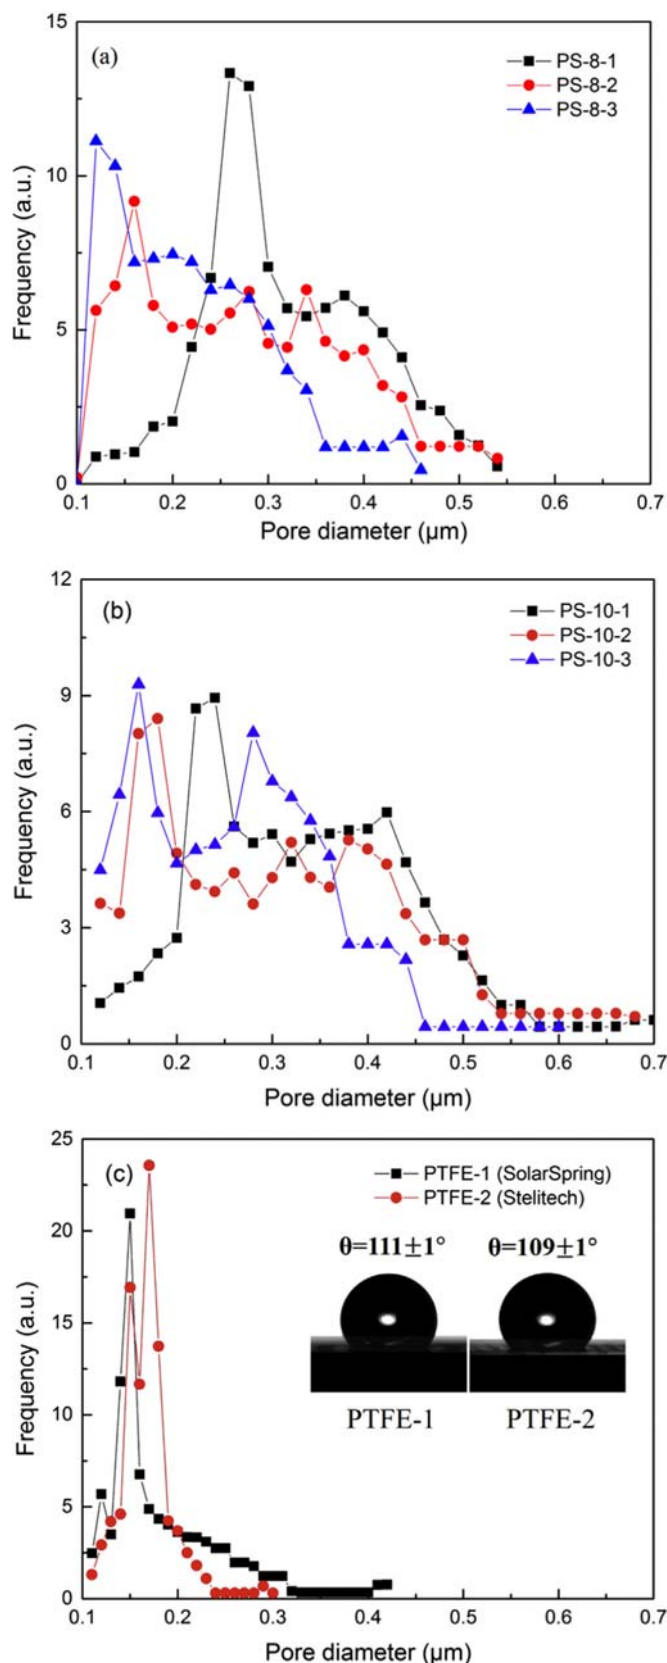 (a)
PS-8-1
PS-8-2
PS-8-3
Frequency (a.u.)
15
10
5
0
0.1 0.2 0.3 0.4 0.5 0.6 0.7
Pore diameter (µm)
(b)
PS-10-1
PS-10-2
PS-10-3
Frequency (a.u.)
12
9
6
3
0
0.1 0.2 0.3 0.4 0.5 0.6 0.7
Pore diameter (µm)
(c)
PTFE-1 (SolarSpring)
PTFE-2 (Stelitech)
θ=111±1° θ=109±1°
PTFE-1 PTFE-2
Frequency (a.u.)
25
20
15
10
5
0
0.1 0.2 0.3 0.4 0.5 0.6 0.7
Pore diameter (µm)